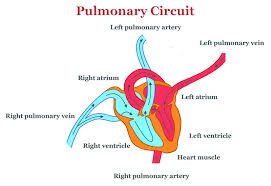 Pulmonary Circuit
Left pulmonary artery
Left pulmonary vein
Right atrium
Left atrium
Right pulmonary vein
Left ventricle
Right ventricle
Heart muscle
Right pulmonary artery